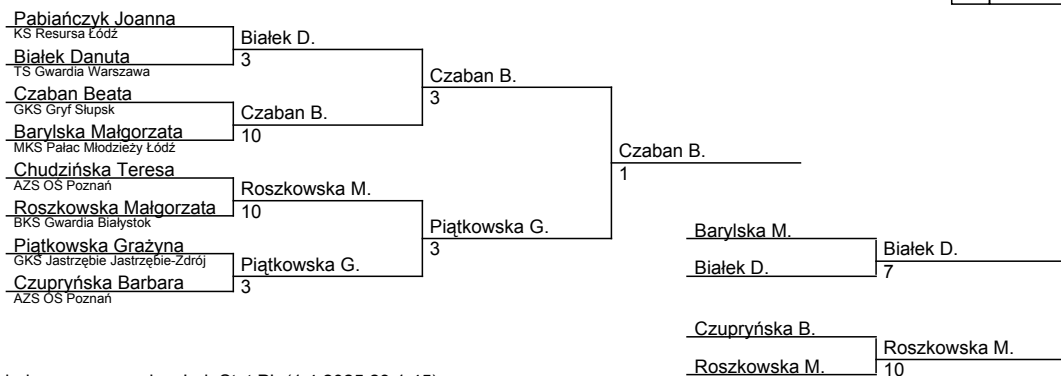 Pabiańczyk Joanna
KS Resursa Łódź
Białek D.
3
Białek Danuta
TS Gwardia Warszawa
Czaban B.
3
Czaban Beata
GKS Gryf Słupsk
Czaban B.
10
Barylska Małgorzata
MKS Pałac Młodzieży Łódź
Czaban B.
1
Chudzińska Teresa
AZS OŚ Poznań
Roszkowska M.
10
Roszkowska Małgorzata
BKS Gwardia Białystok
Piątkowska G.
3
Piątkowska Grażyna
GKS Jastrzębie Jastrzębie-Zdrój
Piątkowska G.
3
Czupryńska Barbara
AZS OŚ Poznań
Barylska M.
Białek D.
7
Białek D.
Czupryńska B.
Roszkowska M.
10
Roszkowska M.